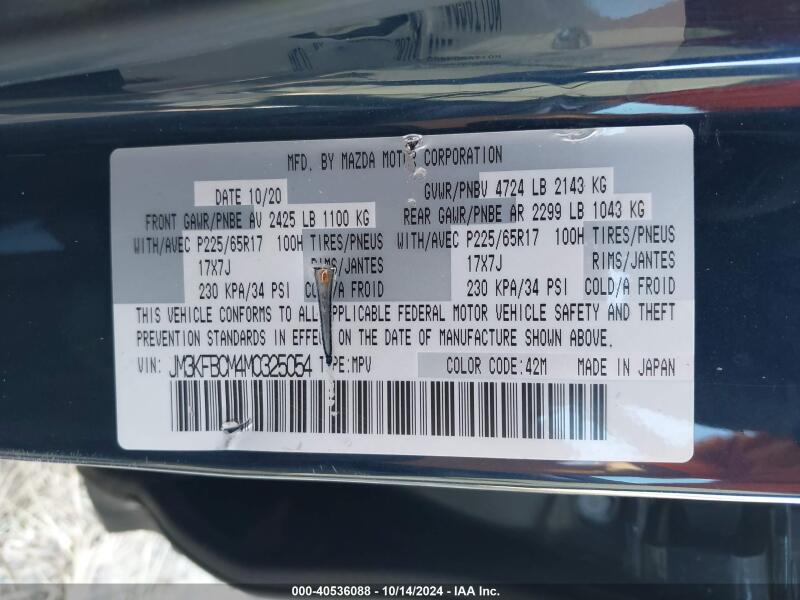 MFD. BY MAZDA MOTOR CORPORATION
DATE 10/20 GVWR/PNBV 4724 LB 2143 KG
FRONT GAWR/PNBE AV 2425 LB 1100 KG REAR GAWR/PNBE AR 2299 LB 1043 KG
WITH/AVEC P225/65R17 100H TIRES/PNEUS WITH/AVEC P225/65R17 100H TIRES/PNEUS
17X7J RIMS/JANTES 17X7J RIMS/JANTES
230 KPA/34 PSI COLD/A FROID 230 KPA/34 PSI COLD/A FROID
THIS VEHICLE CONFORMS TO ALL APPLICABLE FEDERAL MOTOR VEHICLE SAFETY AND THEFT
PREVENTION STANDARDS IN EFFECT ON THE DATE OF MANUFACTURE SHOWN ABOVE.
VIN: JM3KFBCM4M0325054 TYPE:MPV COLOR CODE:42M MADE IN JAPAN
000-40536088 - 10/14/2024 - IAA Inc.